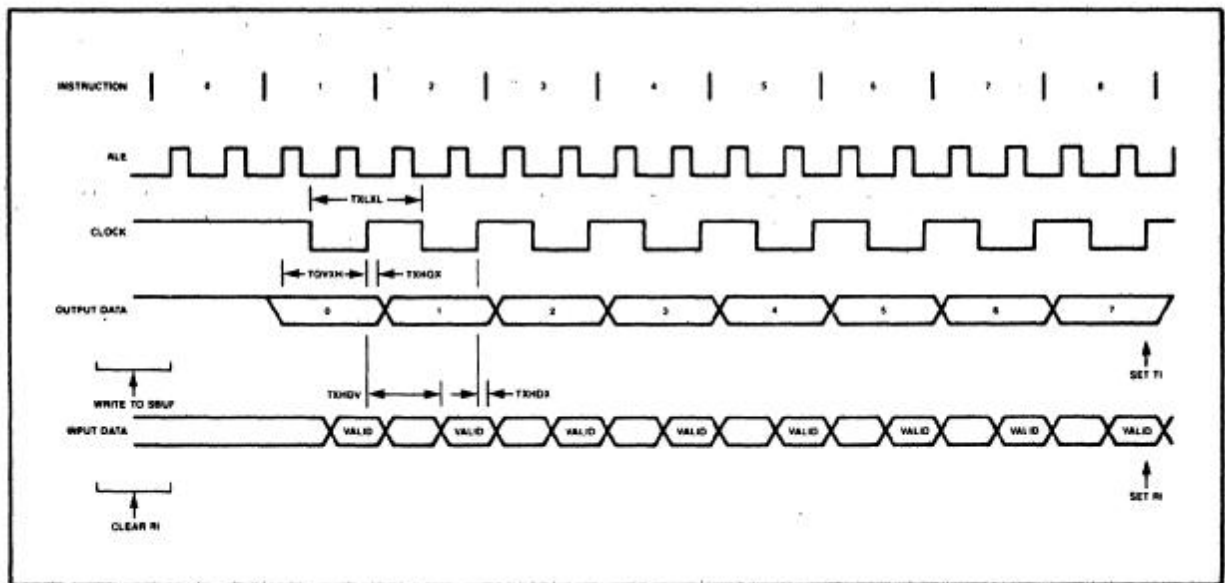 INSTRUCTION 0 1 2 3 4 5 6 7 8
ALE
TXLXL
CLOCK
TQVXH TXHQX
OUTPUT DATA 0 1 2 3 4 5 6 7
SET TI
TXHDV TXHDX
WRITE TO SBUF
INPUT DATA VALID VALID VALID VALID VALID VALID VALID VALID
SET RI
CLEAR RI